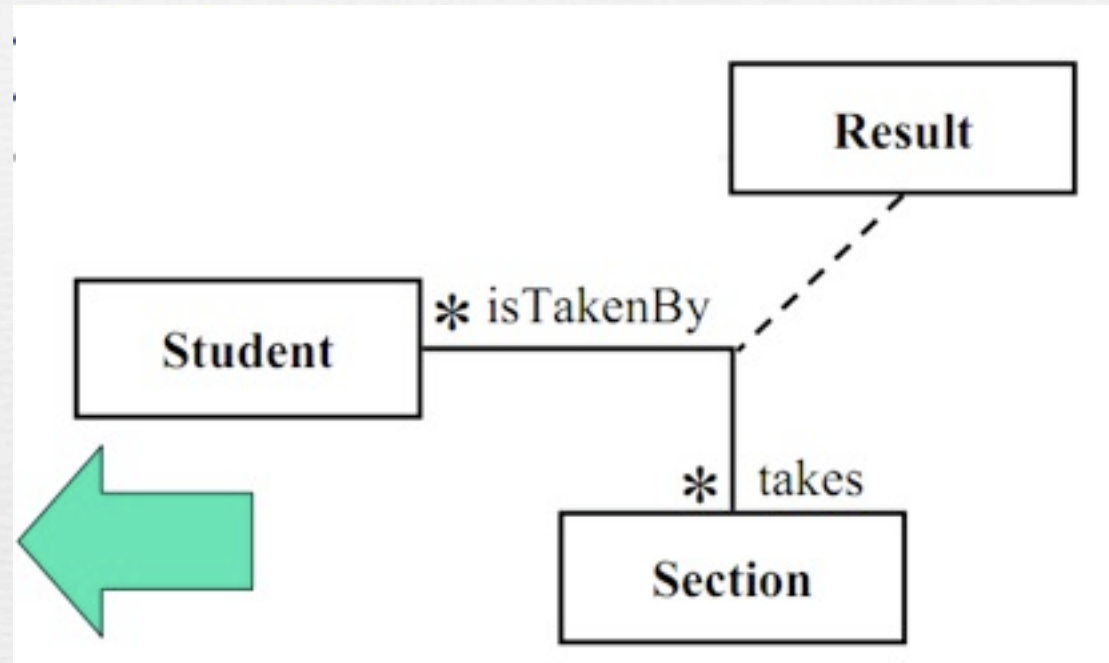 Result
* isTakenBy
Student
* takes
Section